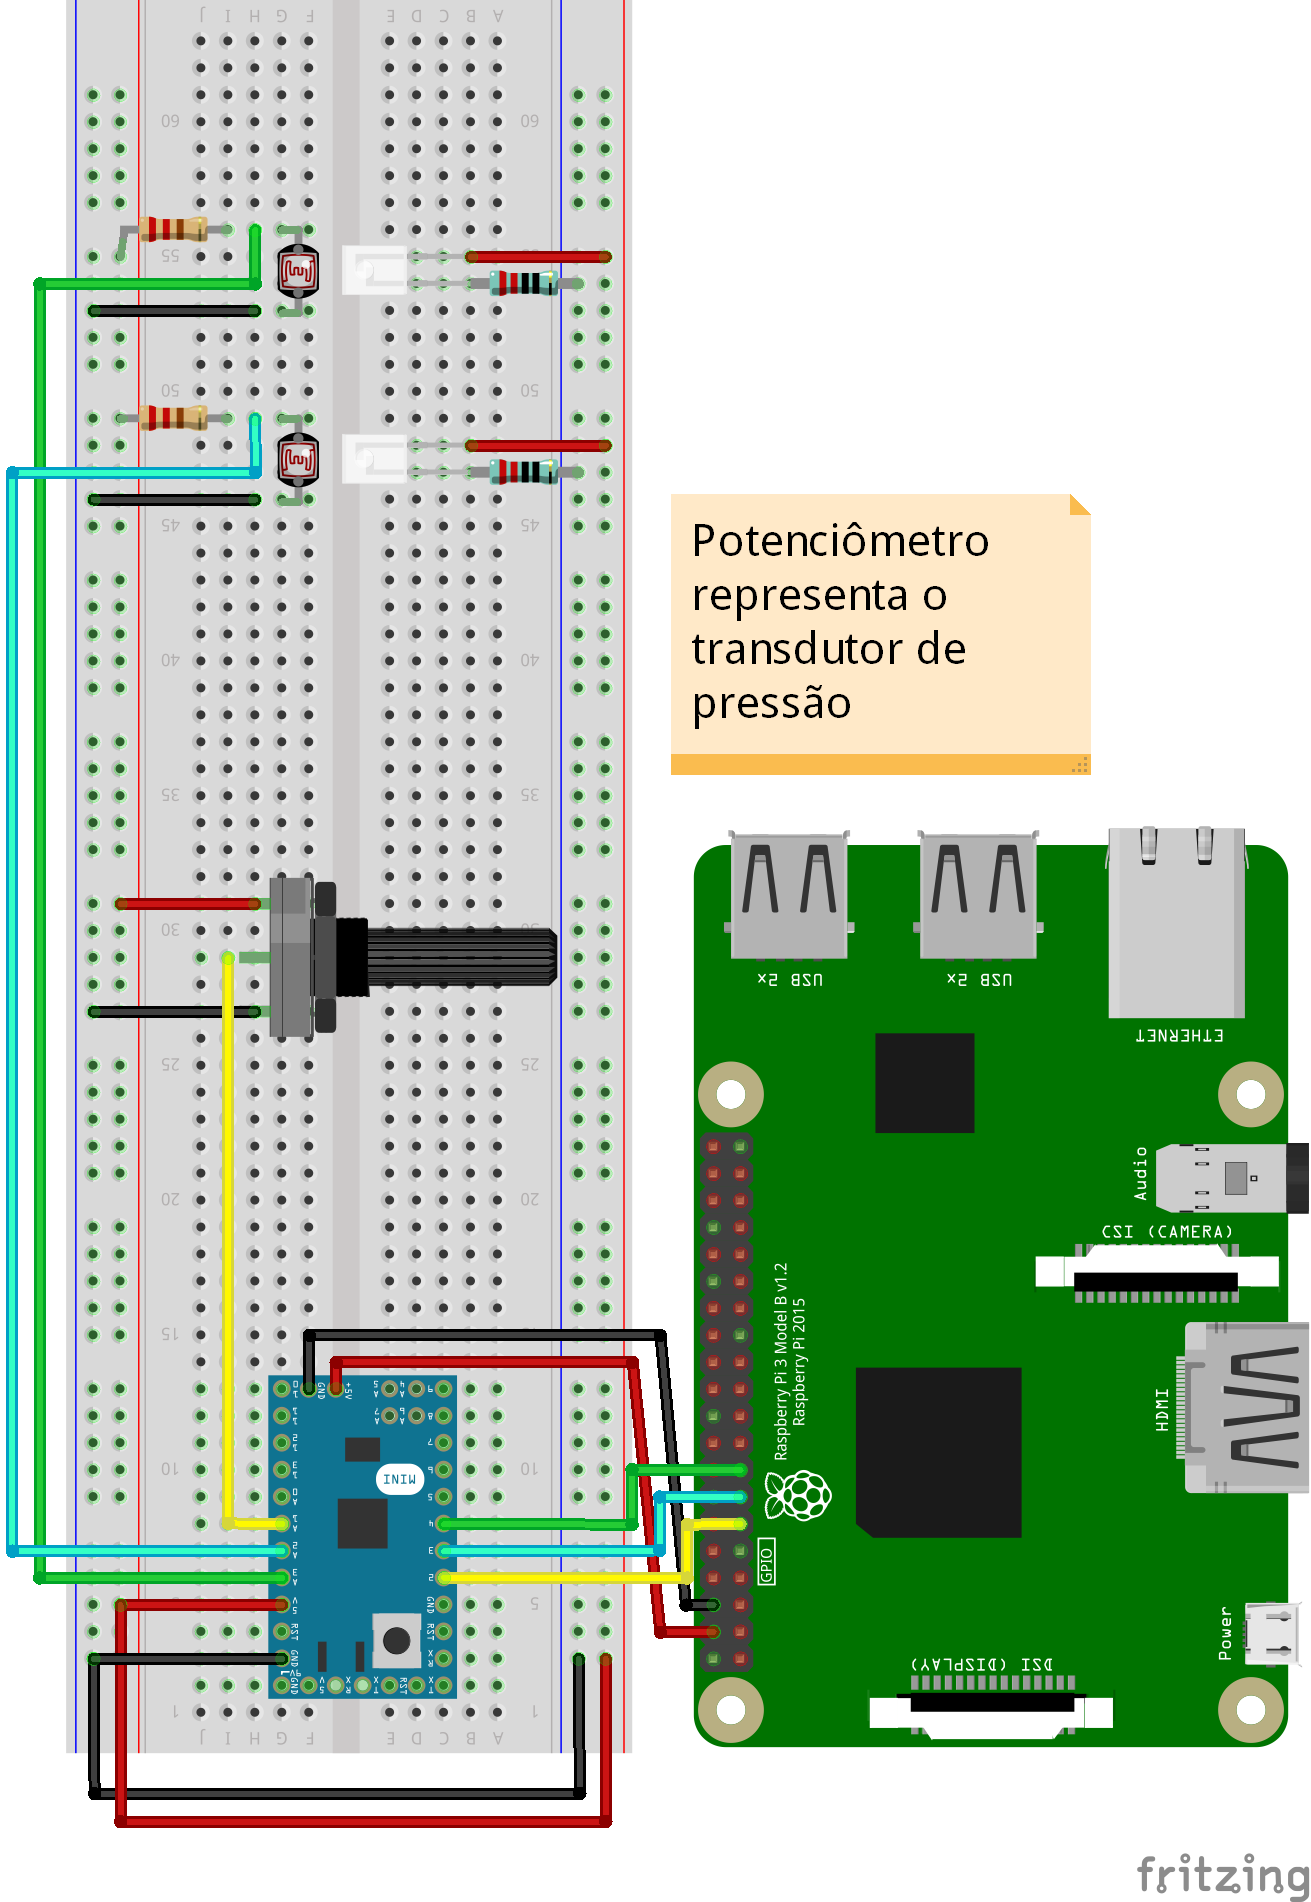 J I H G F E D C B A
60 60
55
50 50
45 45
Potenciômetro
representa o
transdutor de
pressão
40 40
35 35
30 30
USB 2x USB 2x
ETHERNET
25 25
Audio
20 20
CSI (CAMERA)
Raspberry Pi 3 Model B v1.2
Raspberry Pi 2015
15
HDMI
10 10
MINI
GPIO
5
Power
DSI (DISPLAY)
1 1
J I H G F E D C B A
fritzing